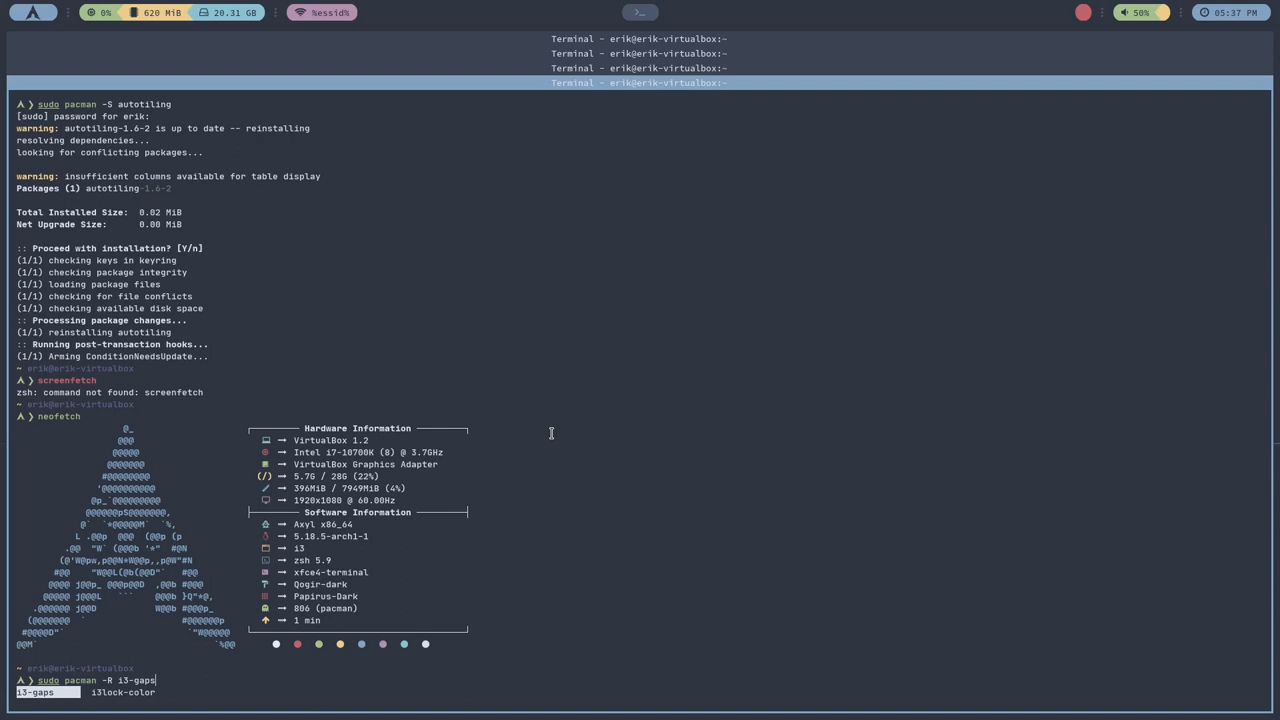 0% 620 MiB 20.31 GB %essid% >_ 50% 05:37 PM
Terminal - erik@erik-virtualbox:~
Terminal - erik@erik-virtualbox:~
Terminal - erik@erik-virtualbox:~
Terminal - erik@erik-virtualbox:~
❯ sudo pacman -S autotiling
[sudo] password for erik:
warning: autotiling-1.6-2 is up to date -- reinstalling
resolving dependencies...
looking for conflicting packages...
warning: insufficient columns available for table display
Packages (1) autotiling-1.6-2
Total Installed Size:  0.02 MiB
Net Upgrade Size:      0.00 MiB
:: Proceed with installation? [Y/n]
(1/1) checking keys in keyring
(1/1) checking package integrity
(1/1) loading package files
(1/1) checking for file conflicts
(1/1) checking available disk space
:: Processing package changes...
(1/1) reinstalling autotiling
:: Running post-transaction hooks...
(1/1) Arming ConditionNeedsUpdate...
~ erik@erik-virtualbox
❯ screenfetch
zsh: command not found: screenfetch
~ erik@erik-virtualbox
❯ neofetch
Hardware Information
VirtualBox 1.2
Intel i7-10700K (8) @ 3.7GHz
VirtualBox Graphics Adapter
5.7G / 28G (22%)
396MiB / 7949MiB (4%)
1920x1080 @ 60.00Hz
Software Information
Axyl x86_64
5.18.5-arch1-1
i3
zsh 5.9
xfce4-terminal
Qogir-dark
Papirus-Dark
806 (pacman)
1 min
~ erik@erik-virtualbox
❯ sudo pacman -R i3-gaps
i3-gaps i3lock-color